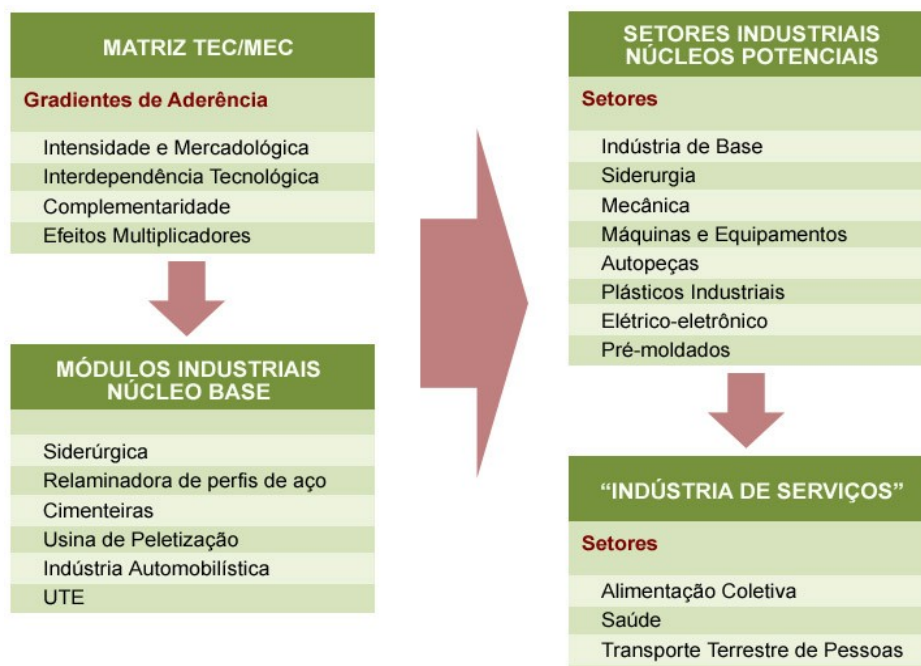 MATRIZ TEC/MEC
Gradientes de Aderência
Intensidade e Mercadológica
Interdependência Tecnológica
Complementaridade
Efeitos Multiplicadores
MÓDULOS INDUSTRIAIS
NÚCLEO BASE
Siderúrgica
Relaminadora de perfis de aço
Cimenteiras
Usina de Peletização
Indústria Automobilística
UTE
SETORES INDUSTRIAIS
NÚCLEOS POTENCIAIS
Setores
Indústria de Base
Siderurgia
Mecânica
Máquinas e Equipamentos
Autopeças
Plásticos Industriais
Elétrico-eletrônico
Pré-moldados
“INDÚSTRIA DE SERVIÇOS”
Setores
Alimentação Coletiva
Saúde
Transporte Terrestre de Pessoas